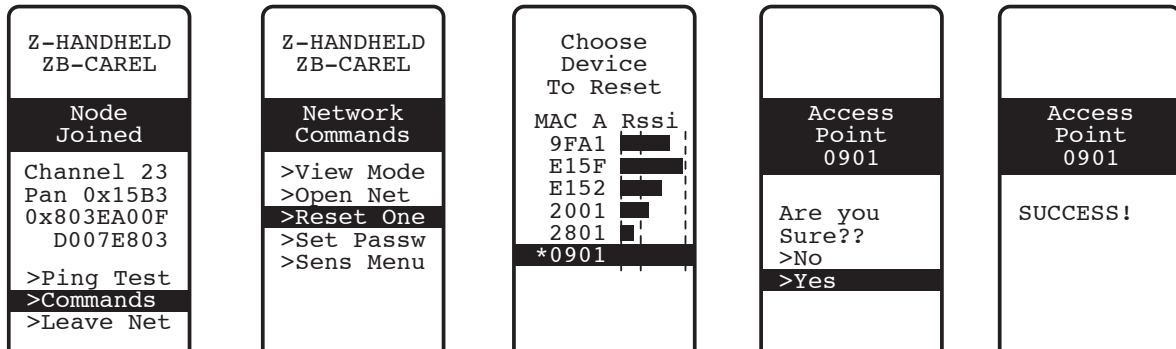 Z-HANDHELD
ZB-CAREL
Node
Joined
Channel 23
Pan 0x15B3
0x803EA00F
D007E803
>Ping Test
>Commands
>Leave Net
Z-HANDHELD
ZB-CAREL
Network
Commands
>View Mode
>Open Net
>Reset One
>Set Passw
>Sens Menu
Choose
Device
To Reset
MAC A Rssi
9FA1
E15F
E152
2001
2801
*0901
Access
Point
0901
Are you
Sure??
>No
>Yes
Access
Point
0901
SUCCESS!